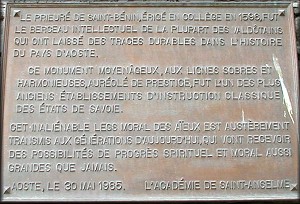 LE PRIEURÉ DE SAINT-BÉNIN, ÉRIGÉ EN COLLÈGE EN 1596, FUT
LE BERCEAU INTELLECTUEL DE LA PLUPART DES VALDÔTAINS
QUI ONT LAISSÉ DES TRACES DURABLES DANS L'HISTOIRE
DU PAYS D'AOSTE.
CE MONUMENT MOYENÂGEUX, AUX LIGNES SOBRES ET
HARMONIEUSES, AURÉOLÉ DE PRESTIGE, FUT L'UN DES PLUS
ANCIENS ÉTABLISSEMENTS D'INSTRUCTION CLASSIQUE
DES ÉTATS DE SAVOIE.
CET INALIÉNABLE LEGS MORAL DES AÏEUX EST AUSTÈREMENT
TRANSMIS AUX GÉNÉRATIONS D'AUJOURD'HUI, QUI VONT RECEVOIR
DES POSSIBILITÉS DE PROGRÈS SPIRITUEL ET MORAL AUSSI
GRANDES QUE JAMAIS.
AOSTE, LE 30 MAI 1985. L'ACADÉMIE DE SAINT-ANSELME